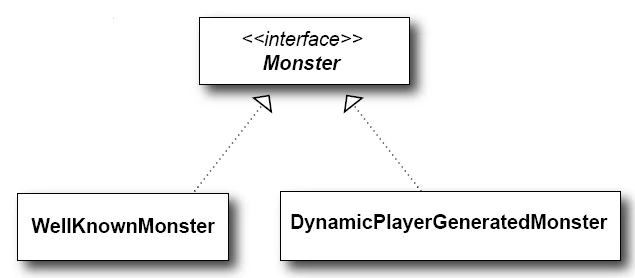 <<interface>>
Monster
WellKnownMonster
DynamicPlayerGeneratedMonster